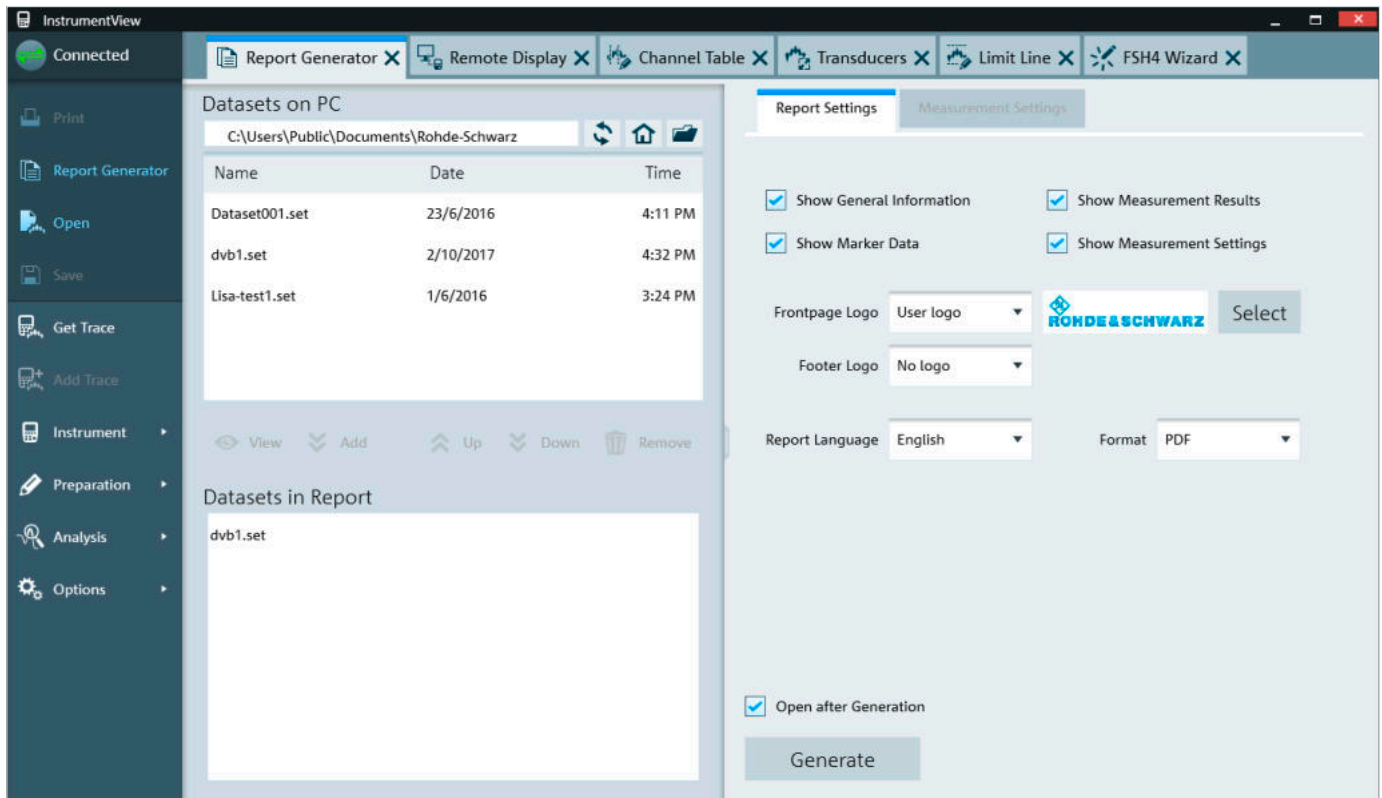 InstrumentView
Connected
Report Generator
Remote Display
Channel Table
Transducers
Limit Line
FSH4 Wizard
Print
Report Generator
Open
Save
Get Trace
Add Trace
Instrument
Preparation
Analysis
Options
Datasets on PC
C:\Users\Public\Documents\Rohde-Schwarz
Name Date Time
Dataset001.set 23/6/2016 4:11 PM
dvb1.set 2/10/2017 4:32 PM
Lisa-test1.set 1/6/2016 3:24 PM
View Add Up Down Remove
Datasets in Report
dvb1.set
Report Settings Measurement Settings
Show General Information Show Measurement Results
Show Marker Data Show Measurement Settings
Frontpage Logo User logo ROHDE&SCHWARZ Select
Footer Logo No logo
Report Language English Format PDF
Open after Generation
Generate